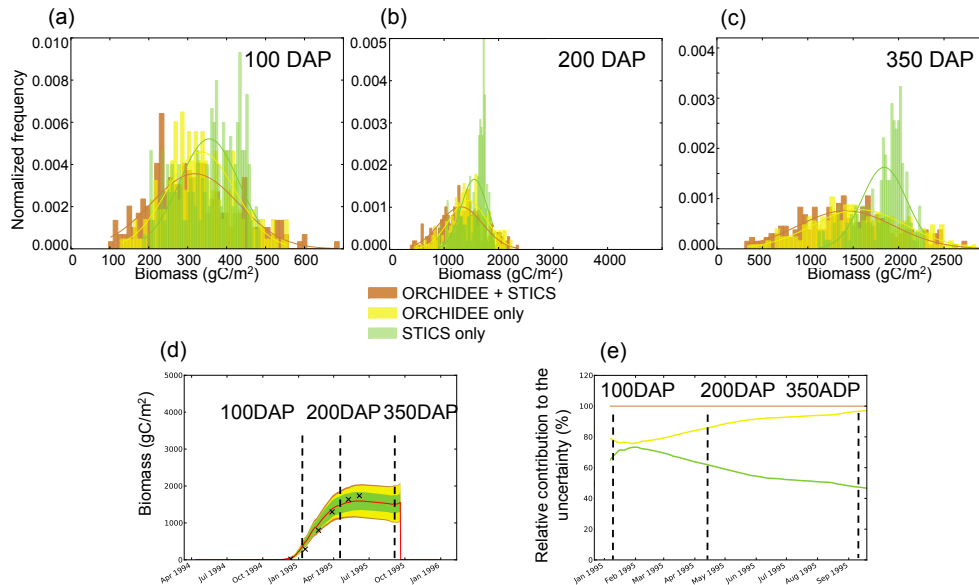 (a)
(b)
(c)
100 DAP
200 DAP
350 DAP
Normalized frequency
0.010
0.008
0.006
0.004
0.002
0.000
0 100 200 300 400 500 600
Biomass (gC/m²)
0.005
0.004
0.003
0.002
0.001
0.000
0 1000 2000 3000 4000
Biomass (gC/m²)
0.004
0.003
0.002
0.001
0.000
0 500 1000 1500 2000 2500
Biomass (gC/m²)
ORCHIDEE + STICS
ORCHIDEE only
STICS only
(d)
Biomass (gC/m²)
5000
4000
3000
2000
1000
0
100DAP 200DAP 350DAP
Apr 1994 Jul 1994 Oct 1994 Jan 1995 Apr 1995 Jul 1995 Oct 1995 Jan 1996
(e)
Relative contribution to the
uncertainty (%)
120
100
80
60
40
20
0
100DAP 200DAP 350ADP
Jan 1995 Feb 1995 Mar 1995 Apr 1995 May 1995 Jun 1995 Jul 1995 Aug 1995 Sep 1995